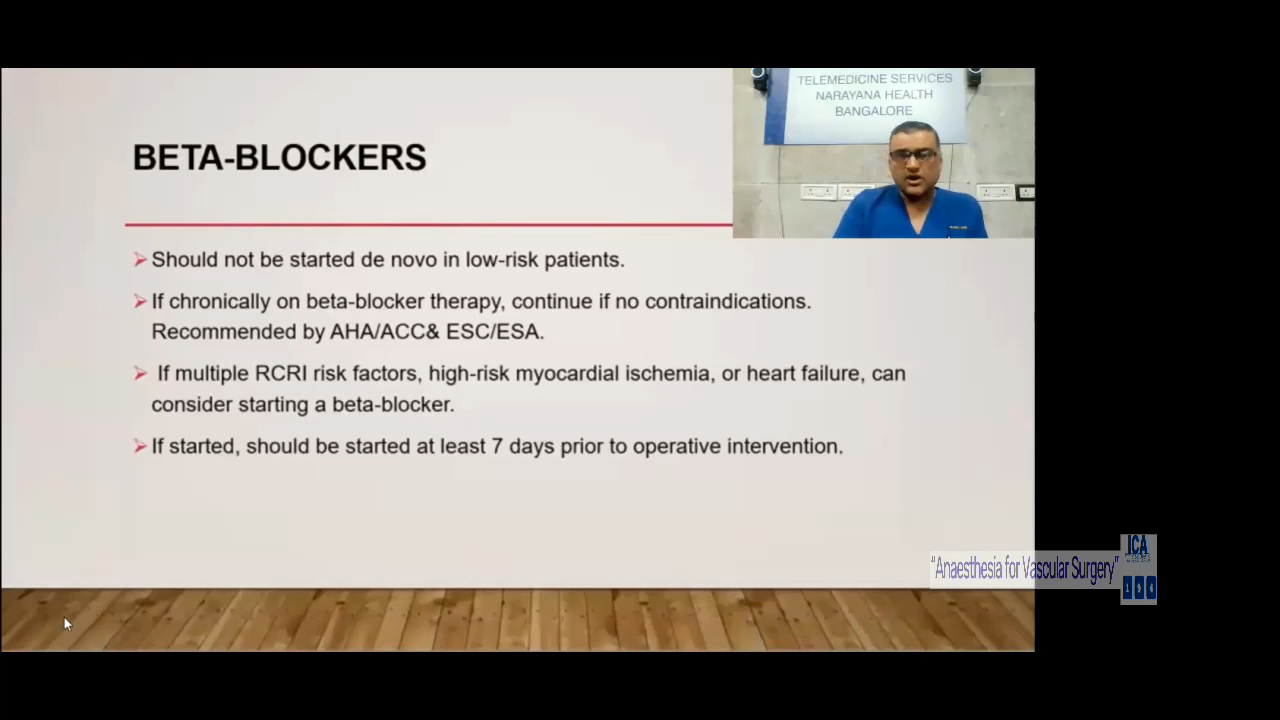 TELEMEDICINE SERVICES
NARAYANA HEALTH
BANGALORE
BETA-BLOCKERS
Should not be started de novo in low-risk patients.
If chronically on beta-blocker therapy, continue if no contraindications.
Recommended by AHA/ACC& ESC/ESA.
If multiple RCRI risk factors, high-risk myocardial ischemia, or heart failure, can
consider starting a beta-blocker.
If started, should be started at least 7 days prior to operative intervention.
"Anaesthesia for Vascular Surgery"
ICA